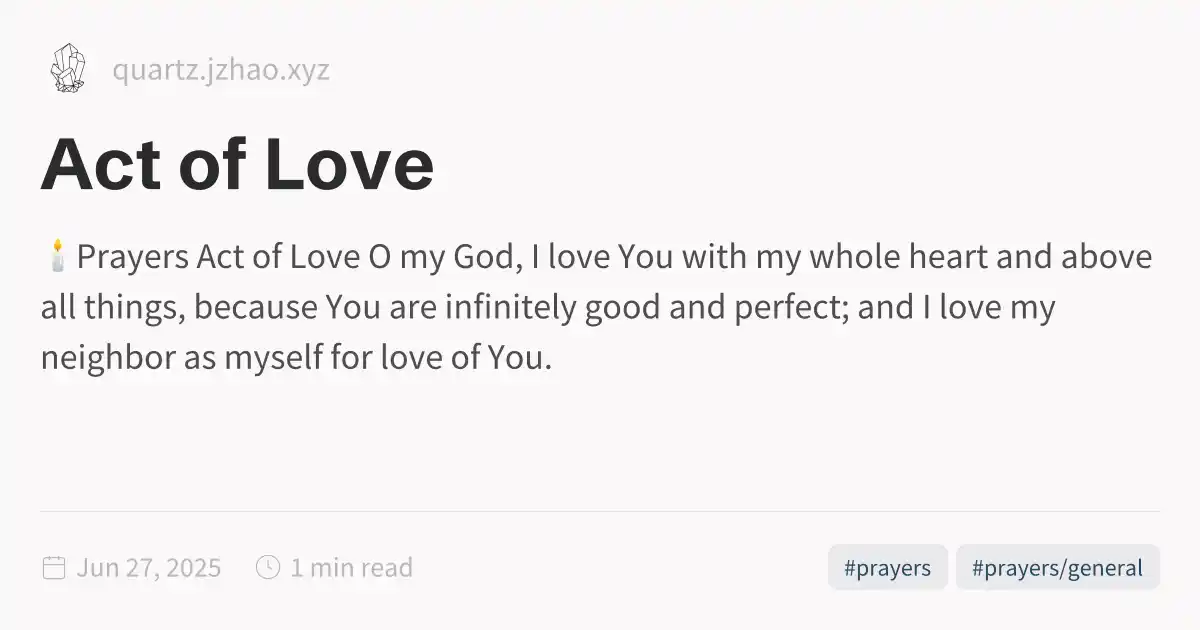 quartz.jzhao.xyz
Act of Love
🕯️Prayers Act of Love O my God, I love You with my whole heart and above
all things, because You are infinitely good and perfect; and I love my
neighbor as myself for love of You.
Jun 27, 2025 1 min read #prayers #prayers/general